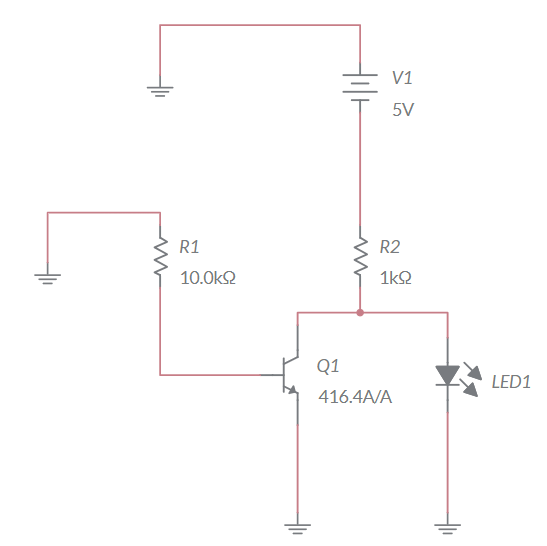 V1
5V
R1
10.0kΩ
R2
1kΩ
Q1
416.4A/A
LED1